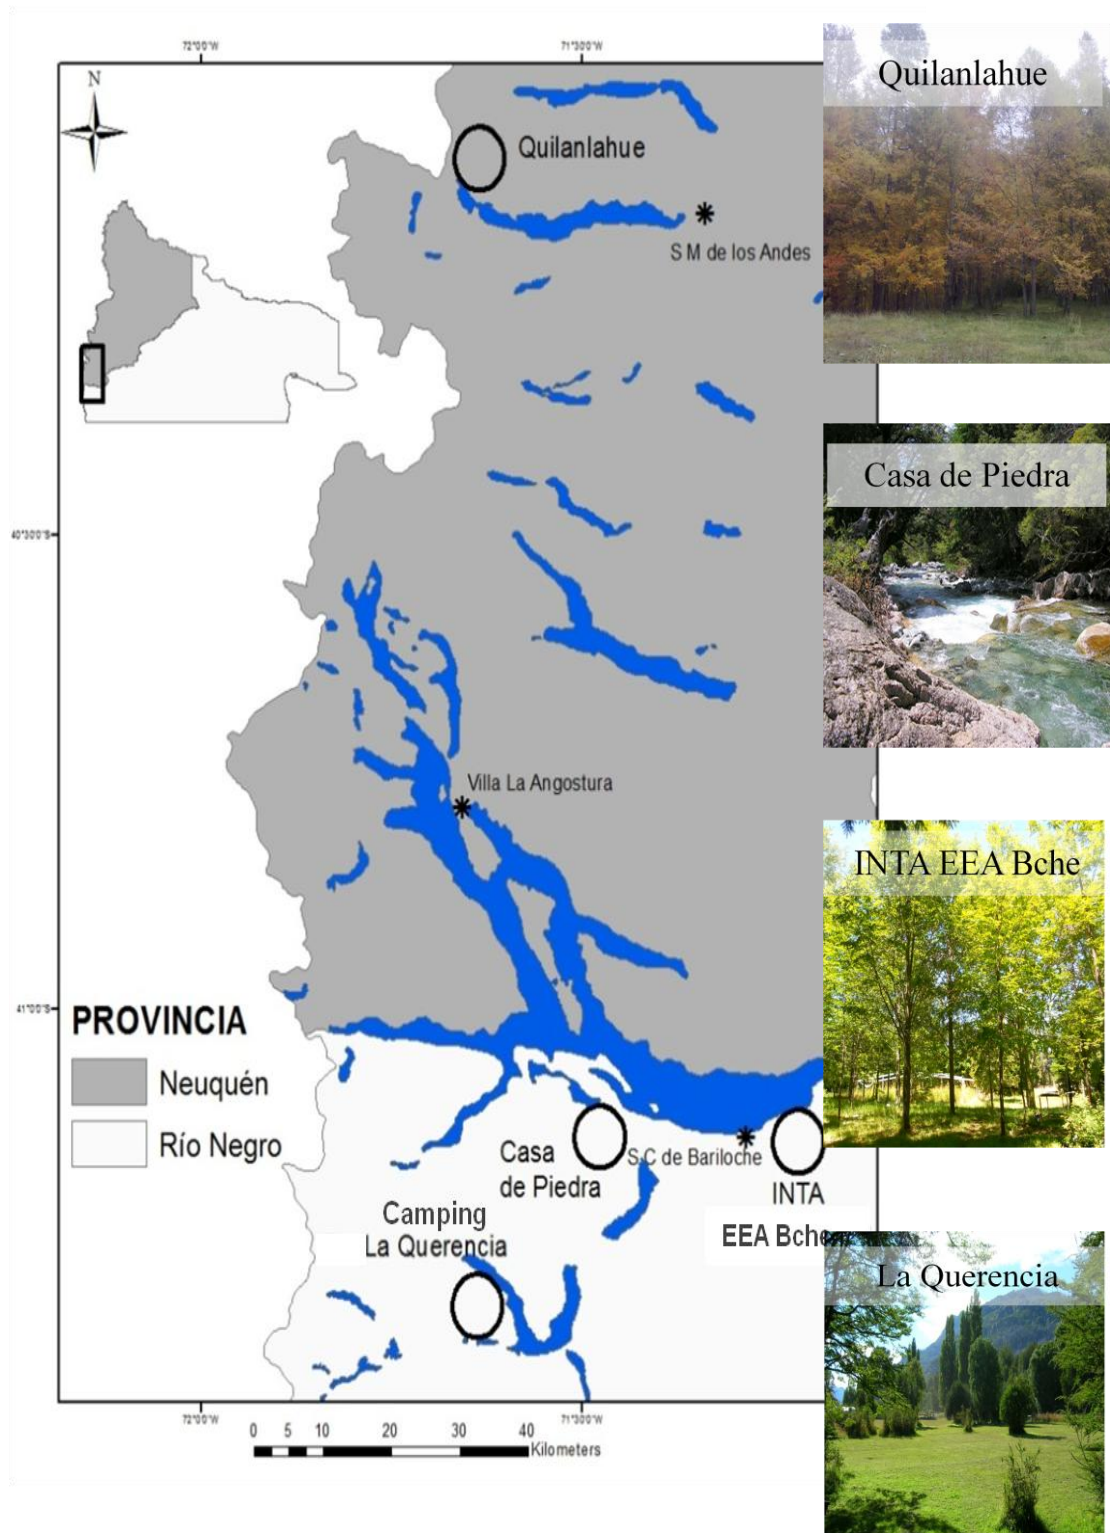 72°0'0"W
71°30'0"W
N
Quilanlahue
Quilanlahue
S M de los Andes
Casa de Piedra
40°30'0"S
Villa La Angostura
INTA EEA Bche
41°0'0"S
PROVINCIA
Neuquén
Río Negro
Casa
de Piedra
S C de Bariloche
INTA
EEA Bche
Camping
La Querencia
La Querencia
72°0'0"W
71°30'0"W
0 5 10 20 30 40
Kilometers